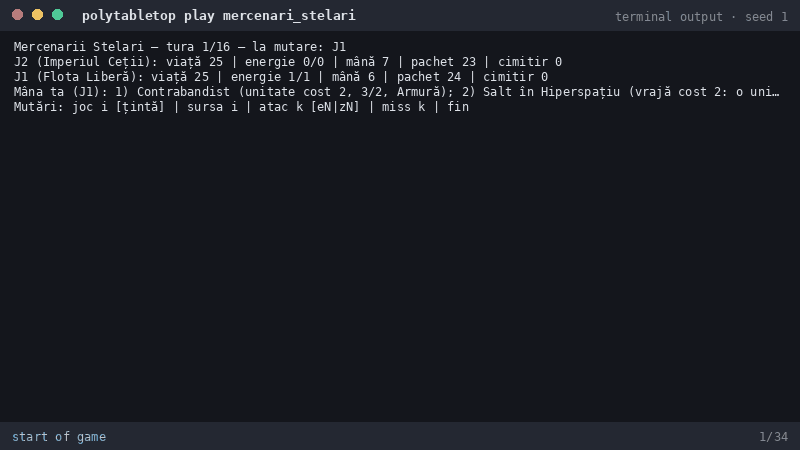 polytabletop play mercenari_stelari
terminal output · seed 1
Mercenarii Stelari — tura 1/16 — la mutare: J1
J2 (Imperiul Ceții): viață 25 | energie 0/0 | mână 7 | pachet 23 | cimitir 0
J1 (Flota Liberă): viață 25 | energie 1/1 | mână 6 | pachet 24 | cimitir 0
Mâna ta (J1): 1) Contrabandist (unitate cost 2, 3/2, Armură); 2) Salt în Hiperspațiu (vrajă cost 2: o uni…
Mutări: joc i [țintă] | sursa i | atac k [eN|zN] | miss k | fin
start of game
1/34